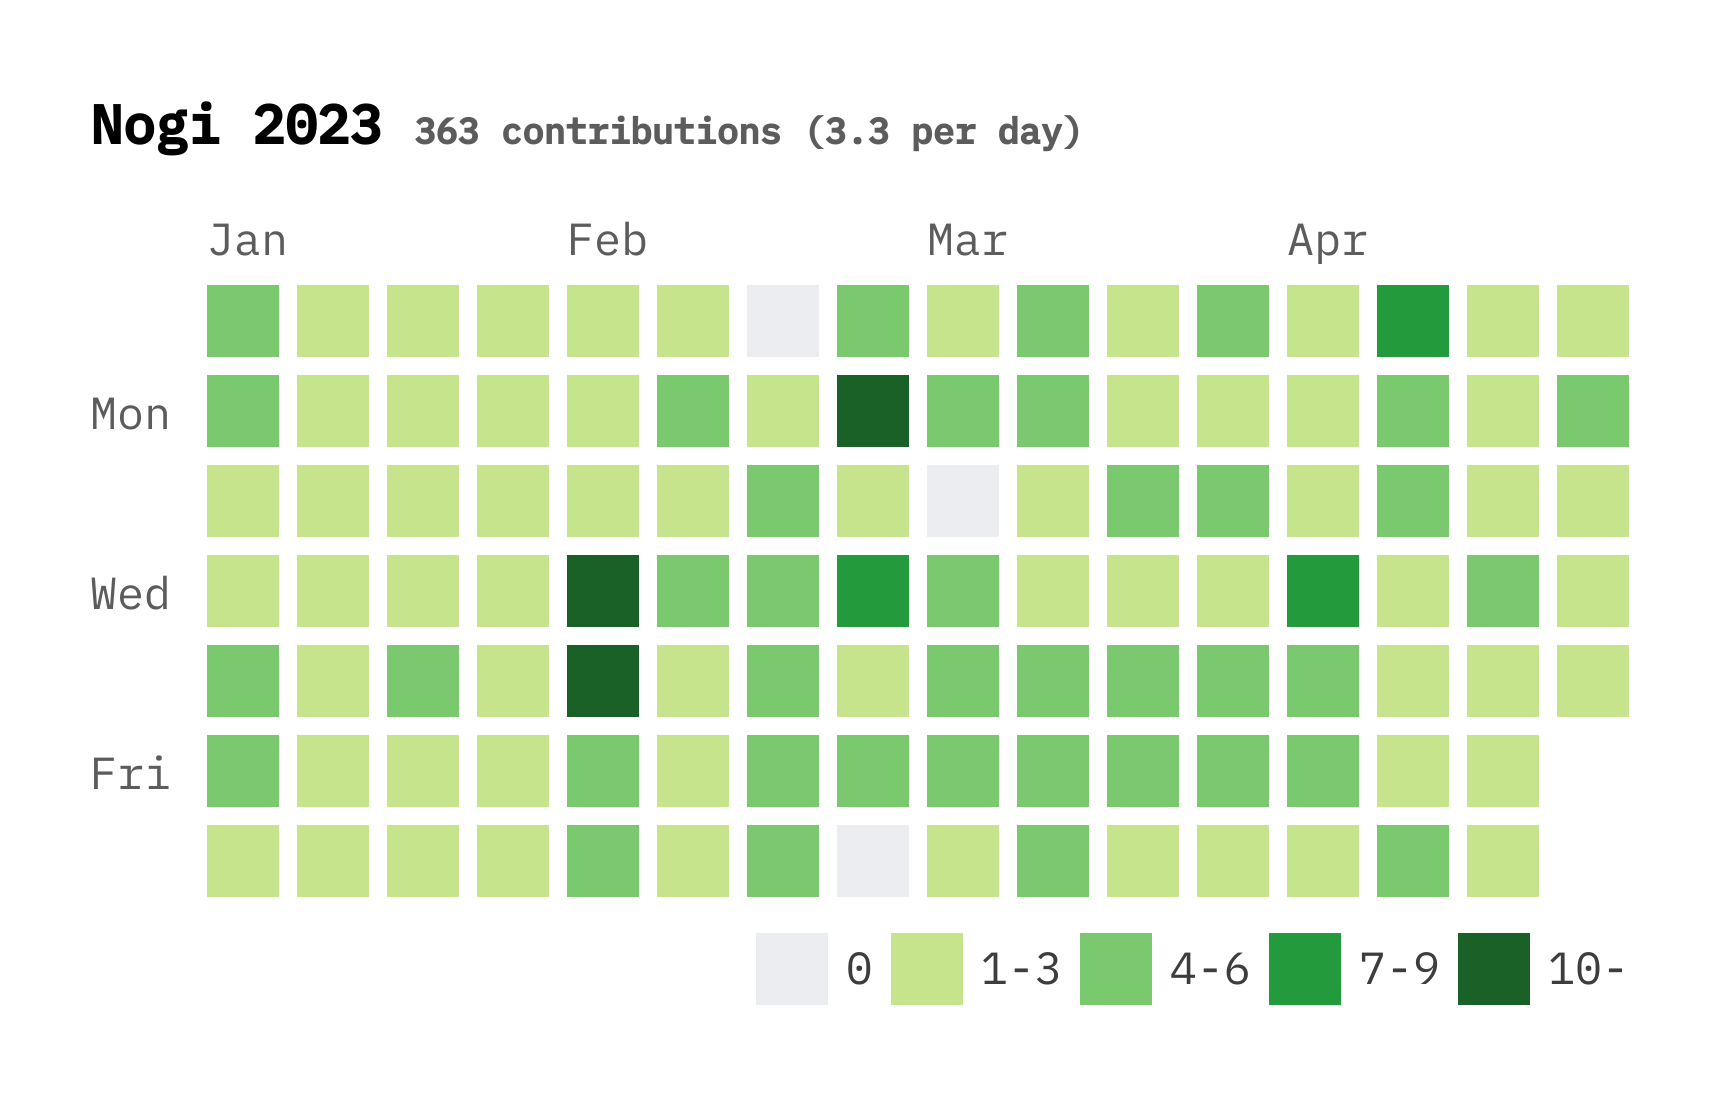 Nogi 2023 363 contributions (3.3 per day)
Jan Feb Mar Apr
Mon
Wed
Fri
0 1-3 4-6 7-9 10-